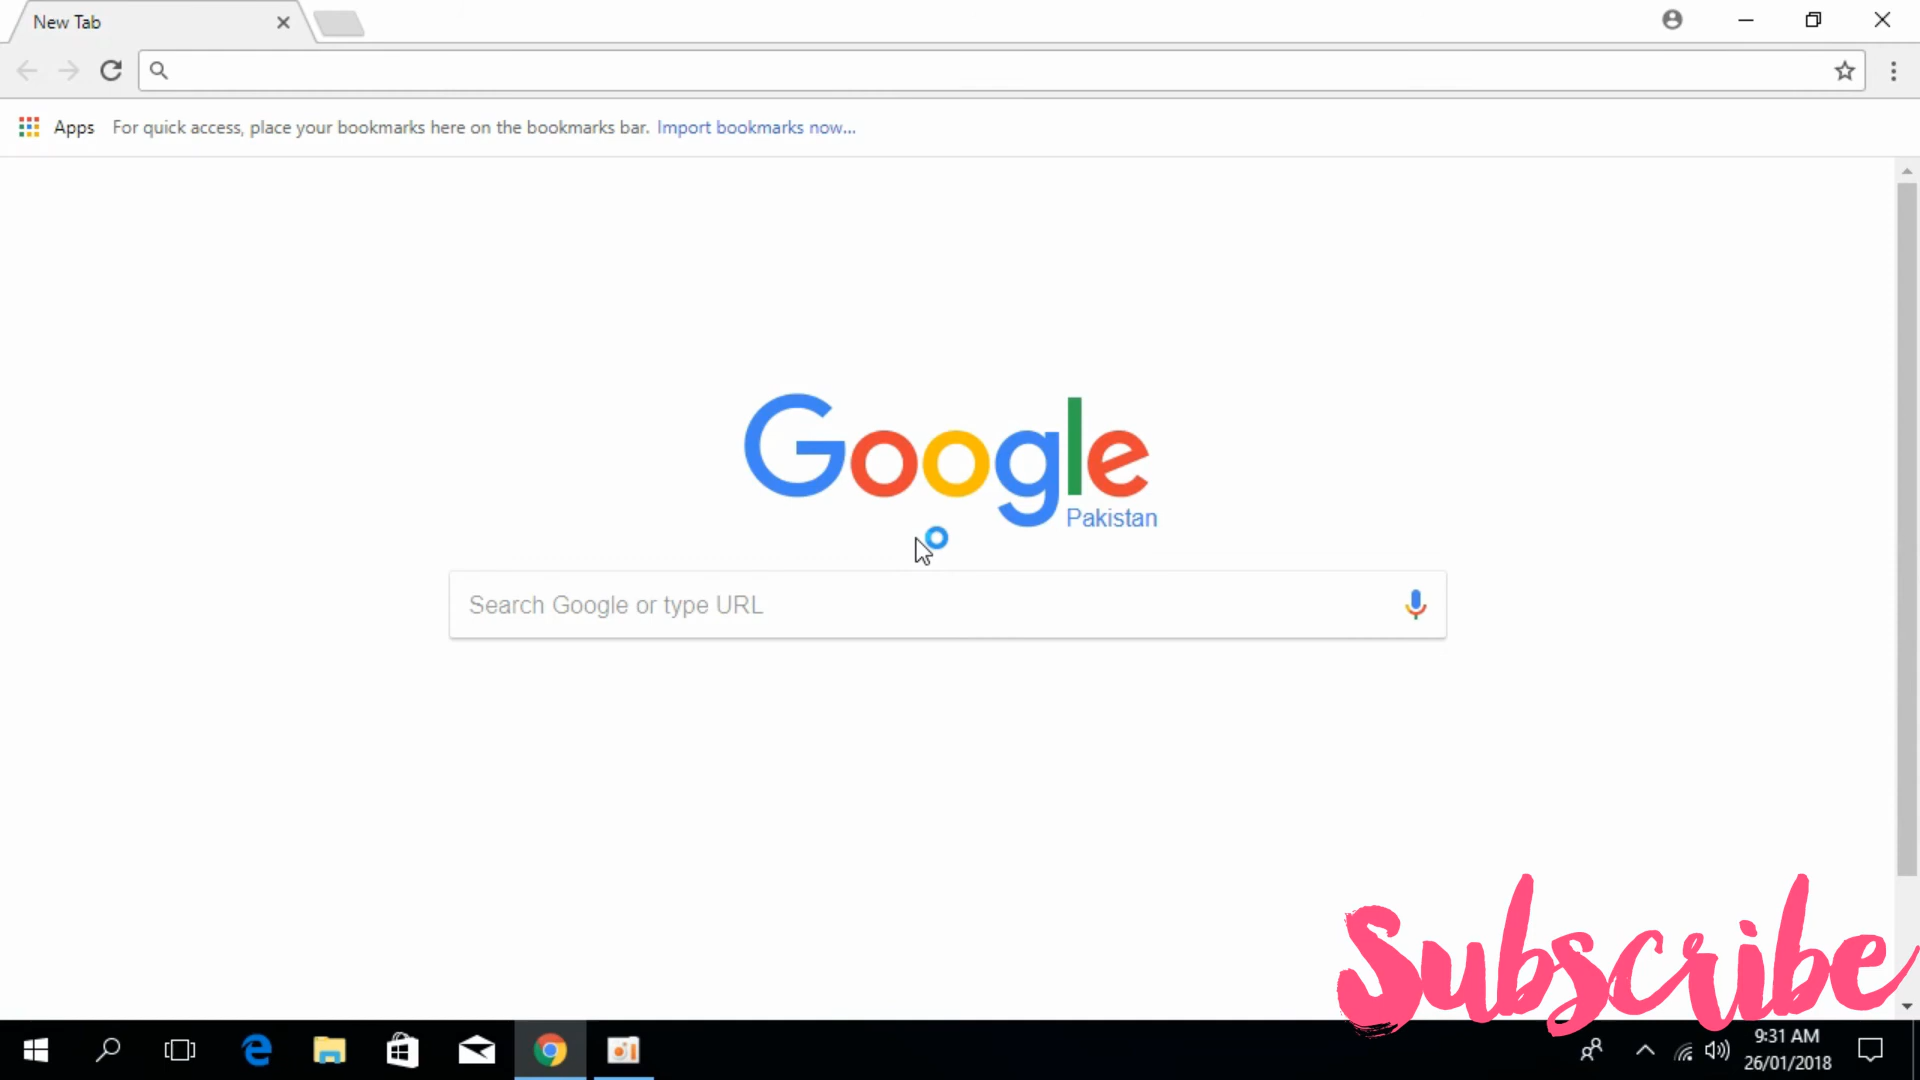 New Tab
Apps For quick access, place your bookmarks here on the bookmarks bar. Import bookmarks now...
Google
Pakistan
Search Google or type URL
Subscribe
9:31 AM
26/01/2018